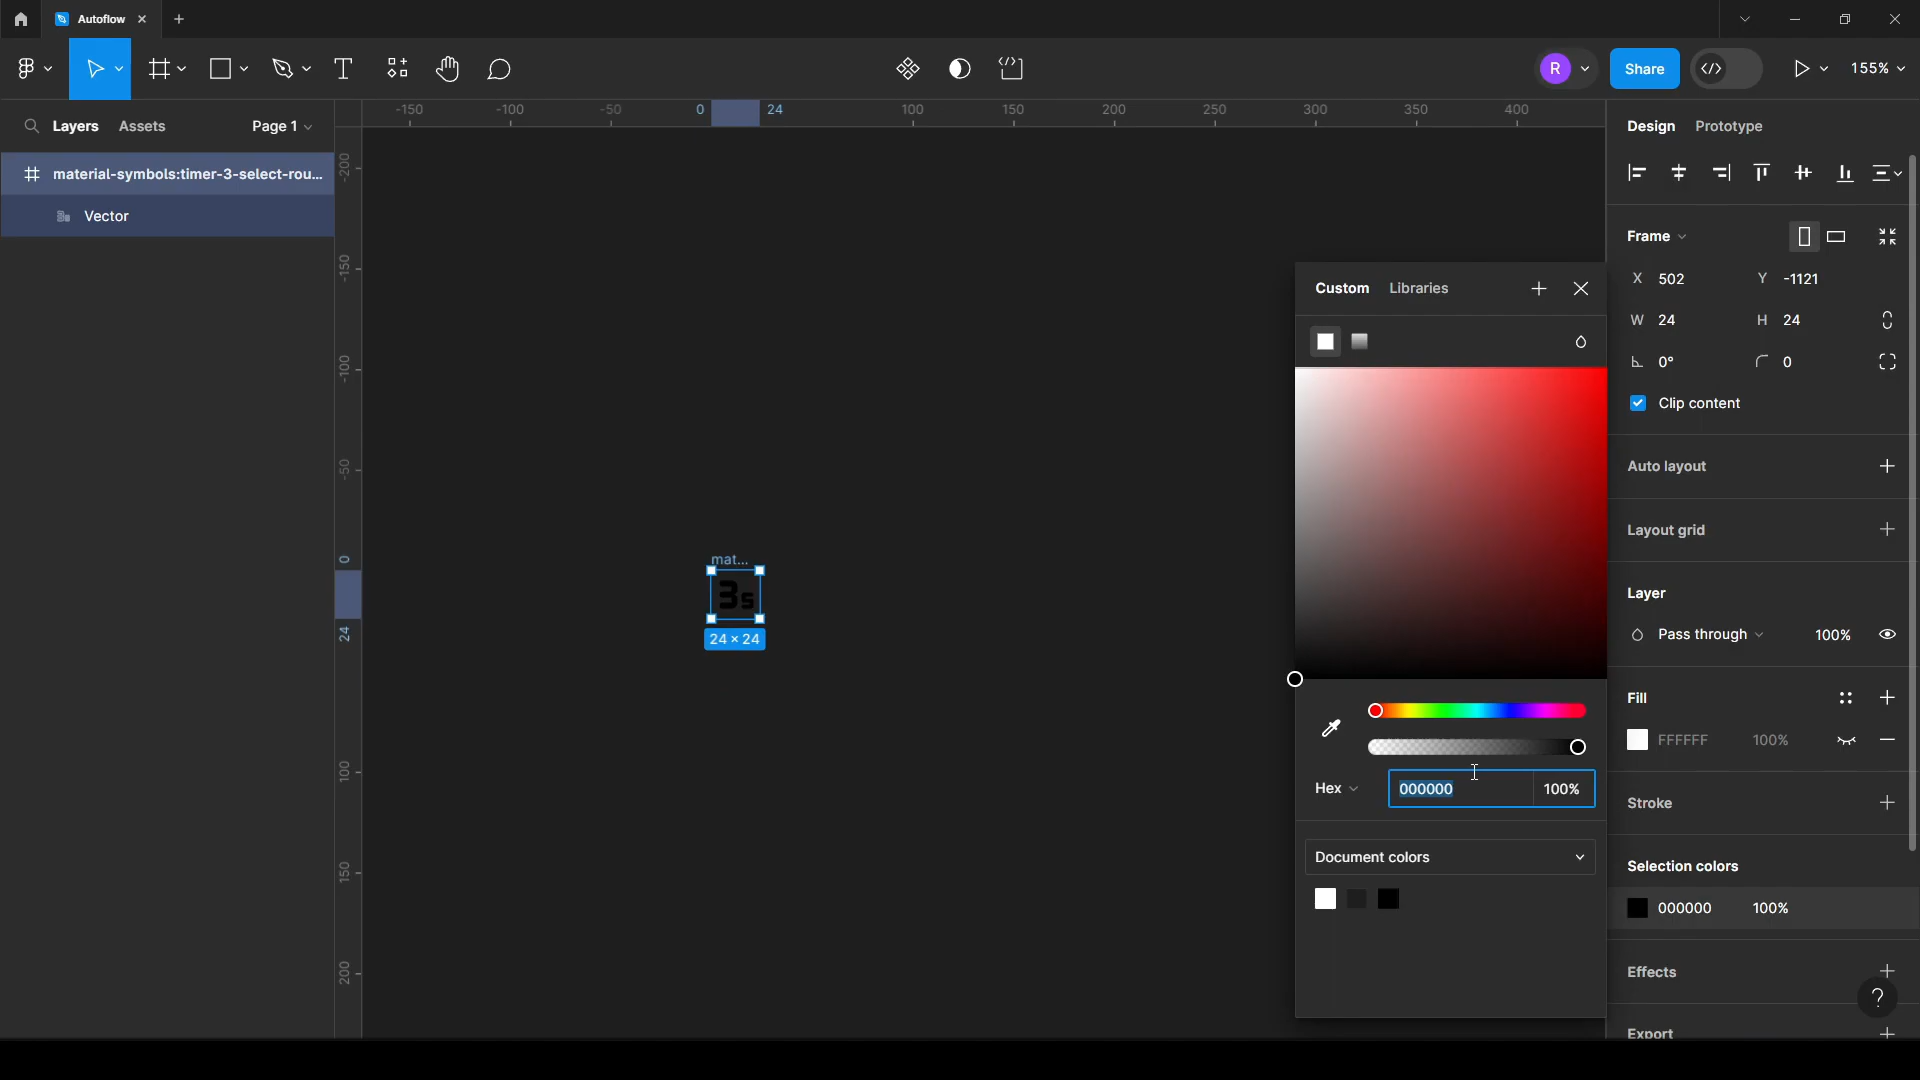 Autoflow
R
Share
155%
Layers
Assets
Page 1
-150
-100
-50
0
24
100
150
200
250
300
350
400
Design
Prototype
material-symbols:timer-3-select-rou...
Vector
-200
-150
-100
-50
0
24
100
150
200
mat...
3s
24 × 24
Custom
Libraries
Hex
000000
100%
Document colors
Frame
X 502
Y -1121
W 24
H 24
0°
0
Clip content
Auto layout
Layout grid
Layer
Pass through
100%
Fill
FFFFFF
100%
Stroke
Selection colors
000000
100%
Effects
?
Export